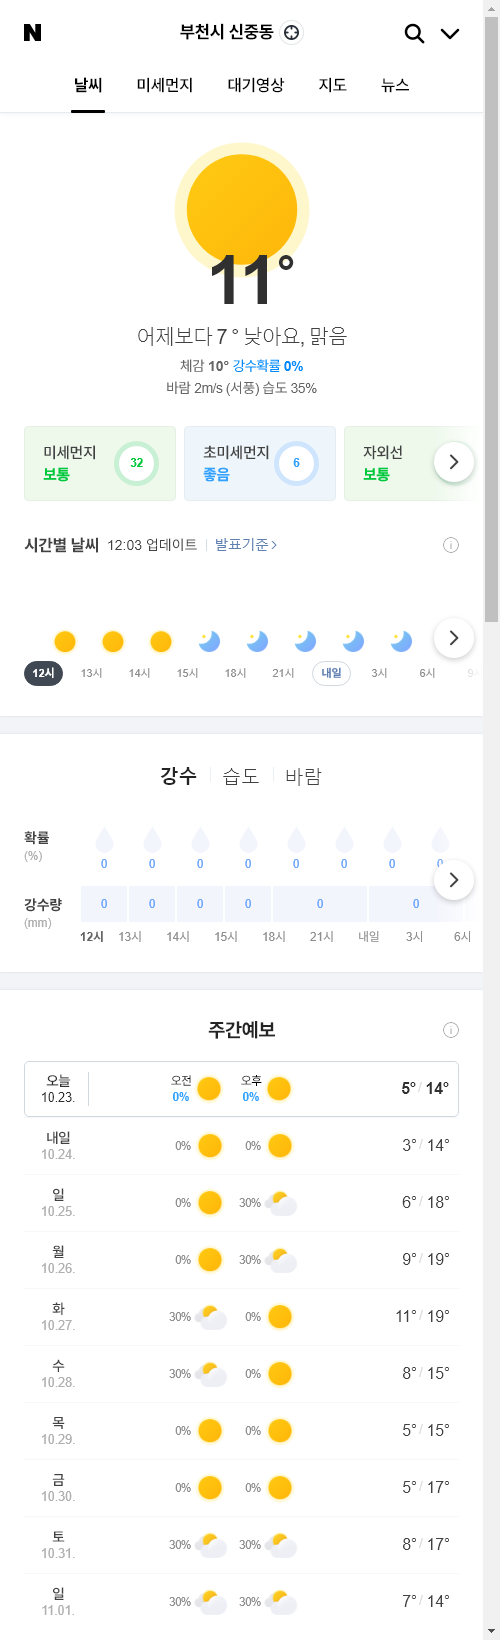 N
부천시 신중동
날씨 미세먼지 대기영상 지도 뉴스
11°
어제보다 7 ° 낮아요, 맑음
체감 10° 강수확률 0%
바람 2m/s (서풍) 습도 35%
미세먼지 보통 32
초미세먼지 좋음 6
자외선 보통
시간별 날씨 12:03 업데이트 발표기준
12시 13시 14시 15시 18시 21시 내일 3시 6시
강수 습도 바람
확률 (%)
0 0 0 0 0 0 0 0
강수량 (mm)
0 0 0 0 0 0
12시 13시 14시 15시 18시 21시 내일 3시 6시
주간예보
오늘 10.23. 오전 0% 오후 0% 5° / 14°
내일 10.24. 0% 0% 3° / 14°
일 10.25. 0% 30% 6° / 18°
월 10.26. 0% 30% 9° / 19°
화 10.27. 30% 0% 11° / 19°
수 10.28. 30% 0% 8° / 15°
목 10.29. 0% 0% 5° / 15°
금 10.30. 0% 0% 5° / 17°
토 10.31. 30% 30% 8° / 17°
일 11.01. 30% 30% 7° / 14°